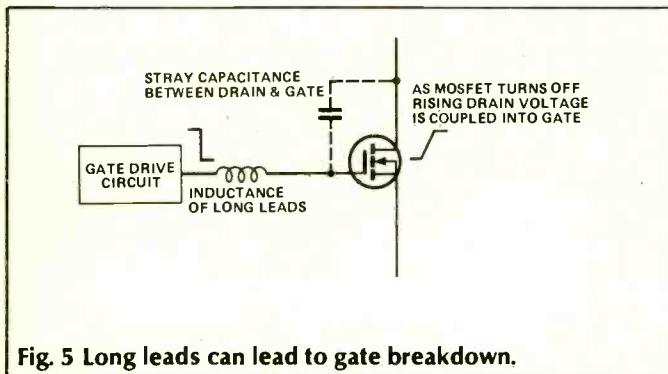 STRAY CAPACITANCE
BETWEEN DRAIN & GATE
AS MOSFET TURNS OFF
RISING DRAIN VOLTAGE
IS COUPLED INTO GATE
GATE DRIVE
CIRCUIT
INDUCTANCE
OF LONG LEADS
Fig. 5 Long leads can lead to gate breakdown.